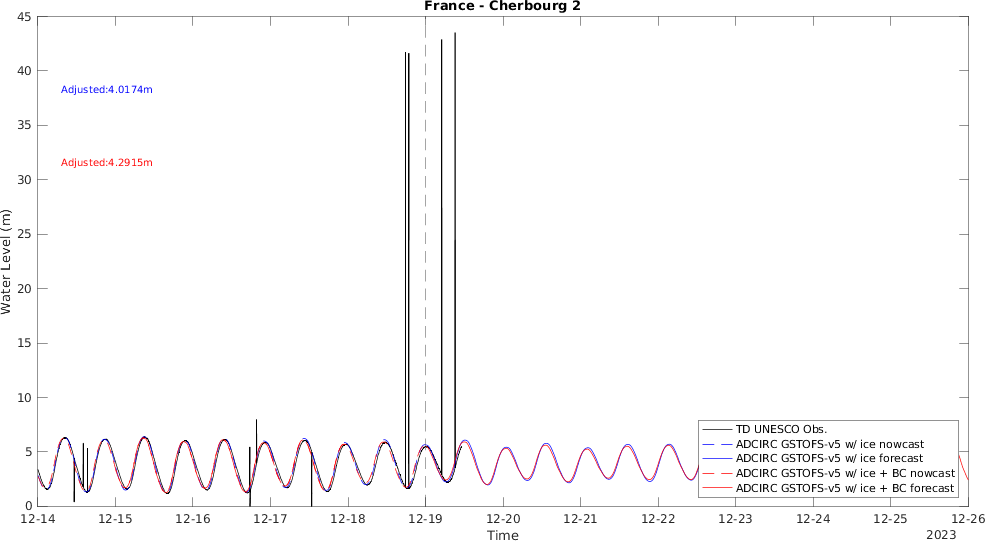 France - Cherbourg 2
45
40
35
30
25
20
15
10
5
0
Water Level (m)
Adjusted:4.0174m
Adjusted:4.2915m
TD UNESCO Obs.
ADCIRC GSTOFS-v5 w/ ice nowcast
ADCIRC GSTOFS-v5 w/ ice forecast
ADCIRC GSTOFS-v5 w/ ice + BC nowcast
ADCIRC GSTOFS-v5 w/ ice + BC forecast
12-14 12-15 12-16 12-17 12-18 12-19 12-20 12-21 12-22 12-23 12-24 12-25 12-26
Time
2023